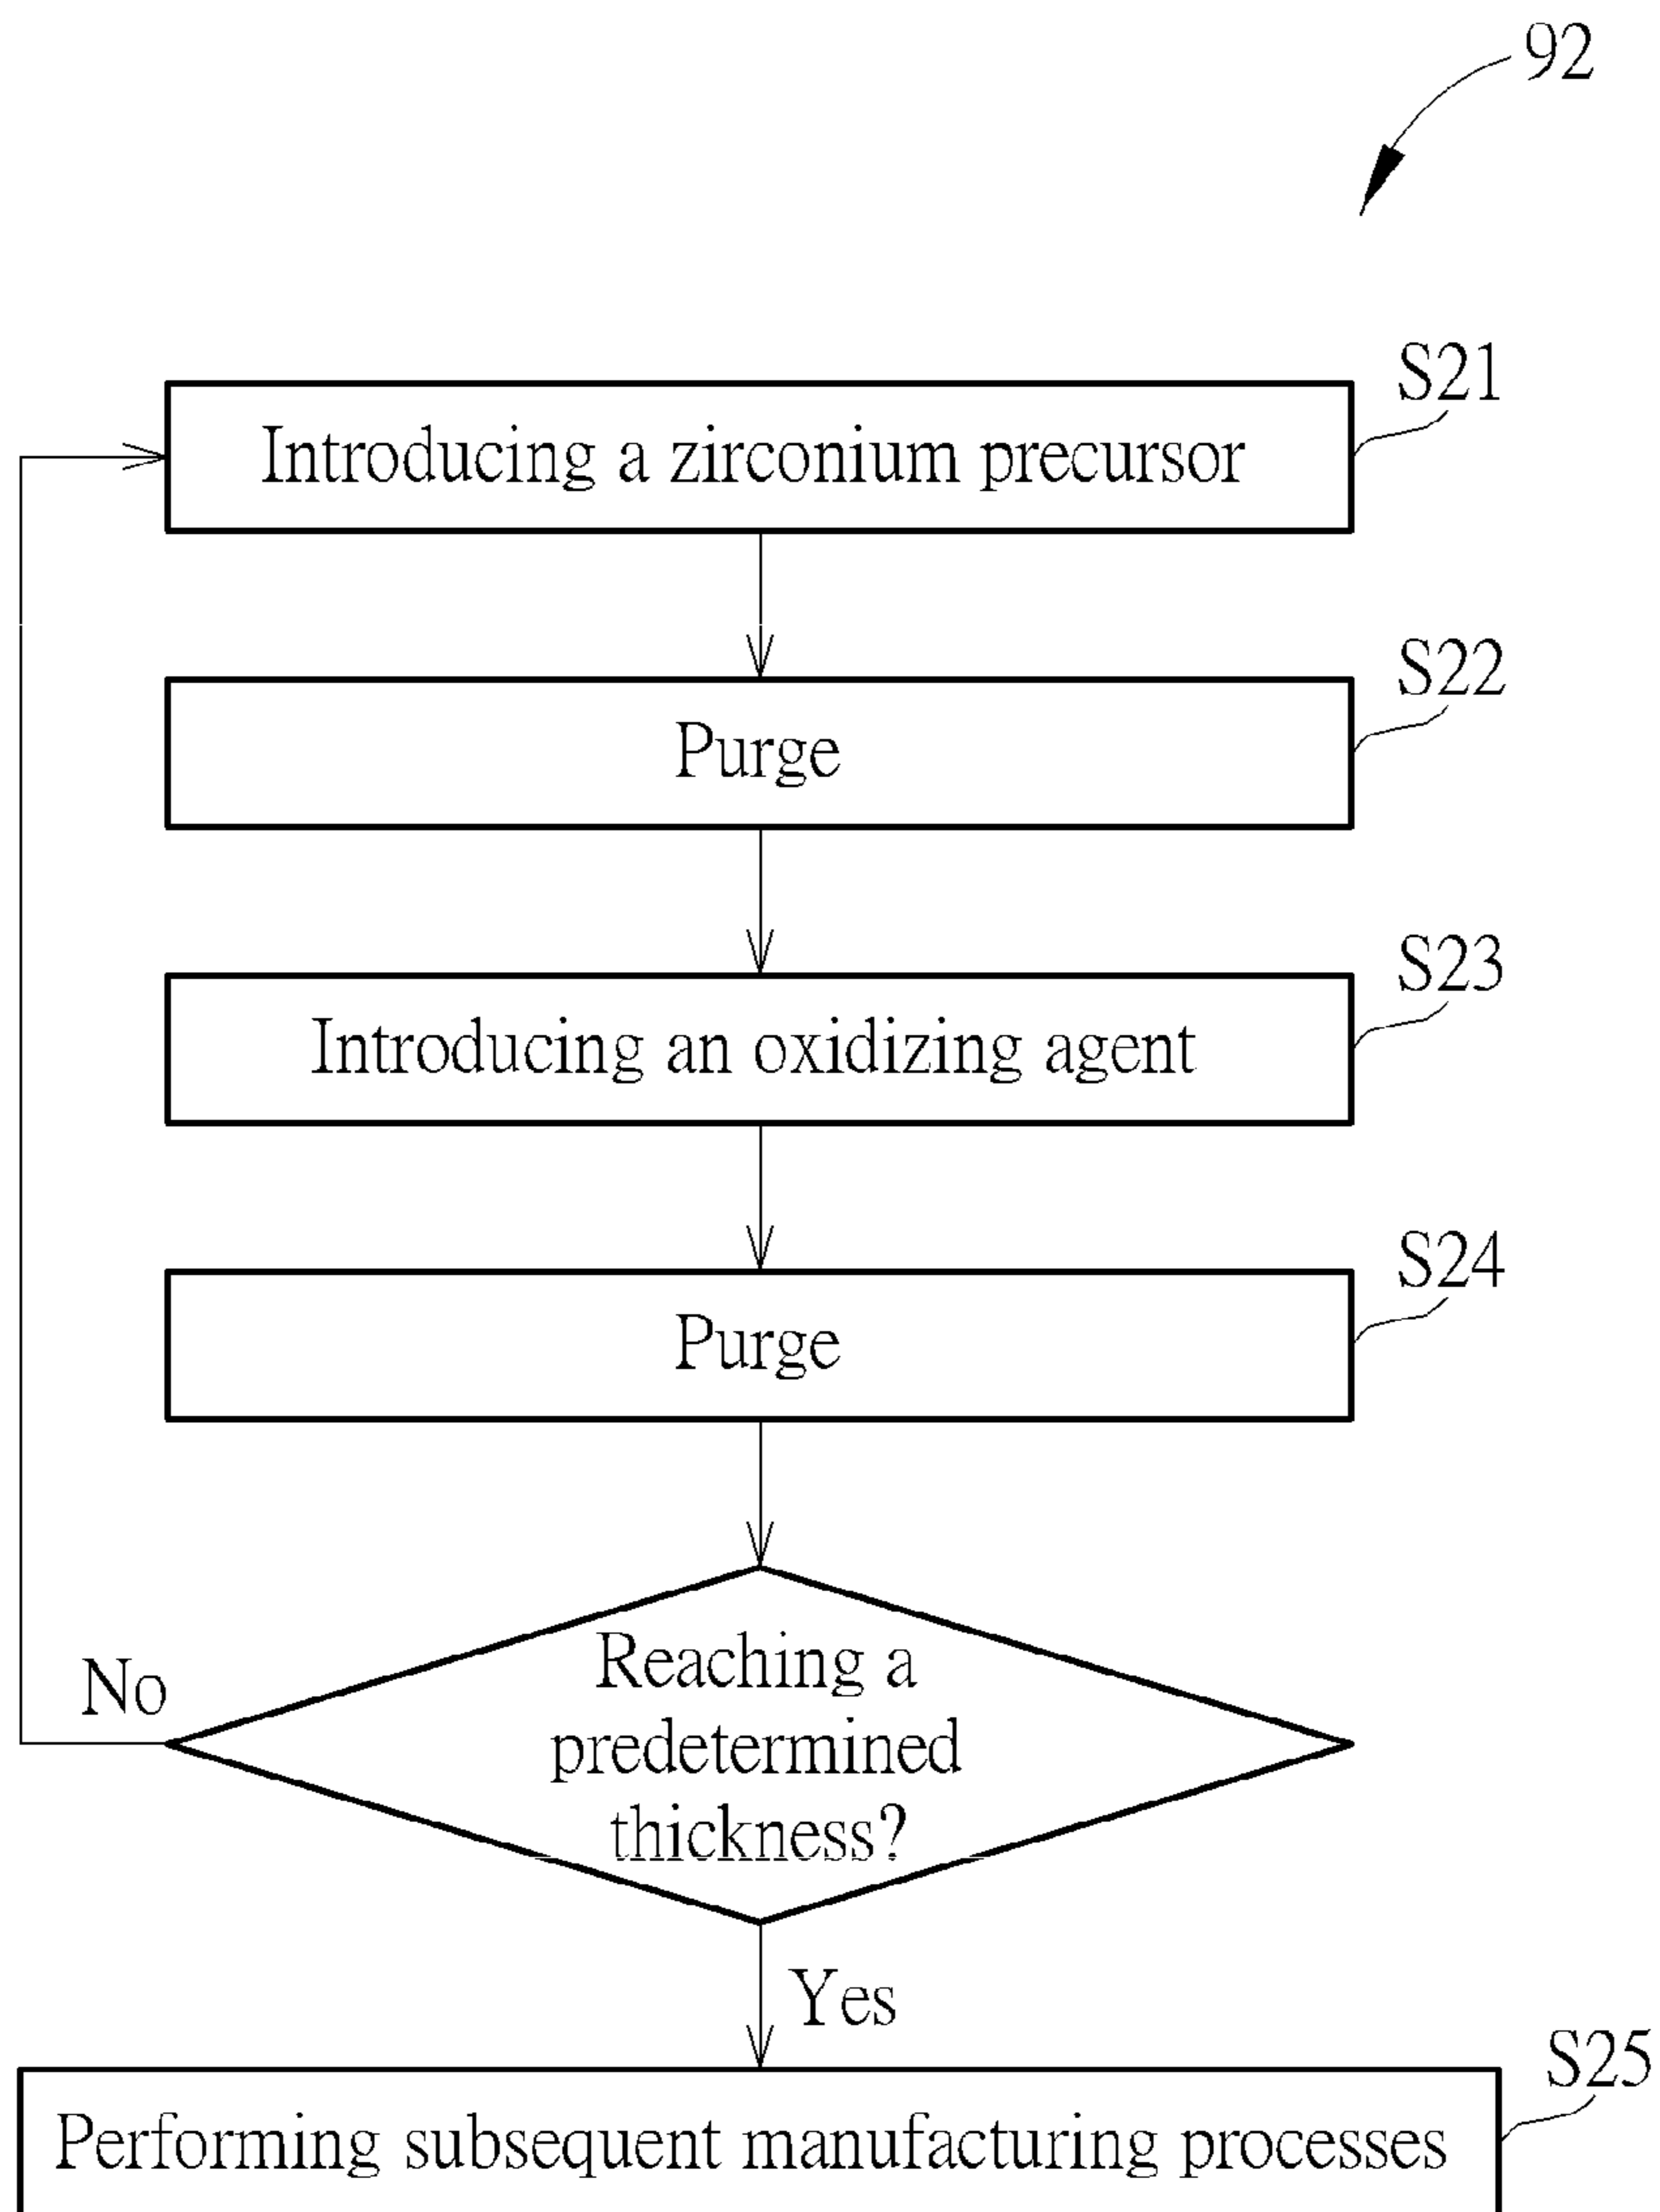 92
S21
Introducing a zirconium precursor
S22
Purge
S23
Introducing an oxidizing agent
S24
Purge
Reaching a
predetermined
thickness?
No
Yes
S25
Performing subsequent manufacturing processes